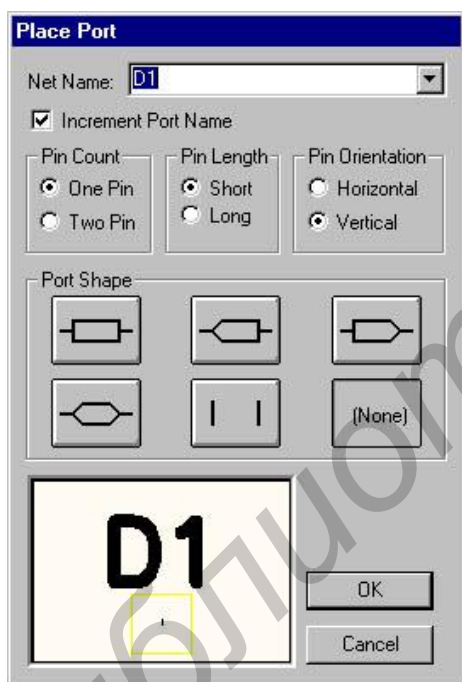 Place Port
Net Name: D1
Increment Port Name
Pin Count Pin Length Pin Orientation
One Pin Short Horizontal
Two Pin Long Vertical
Port Shape
(None)
D1
OK
Cancel